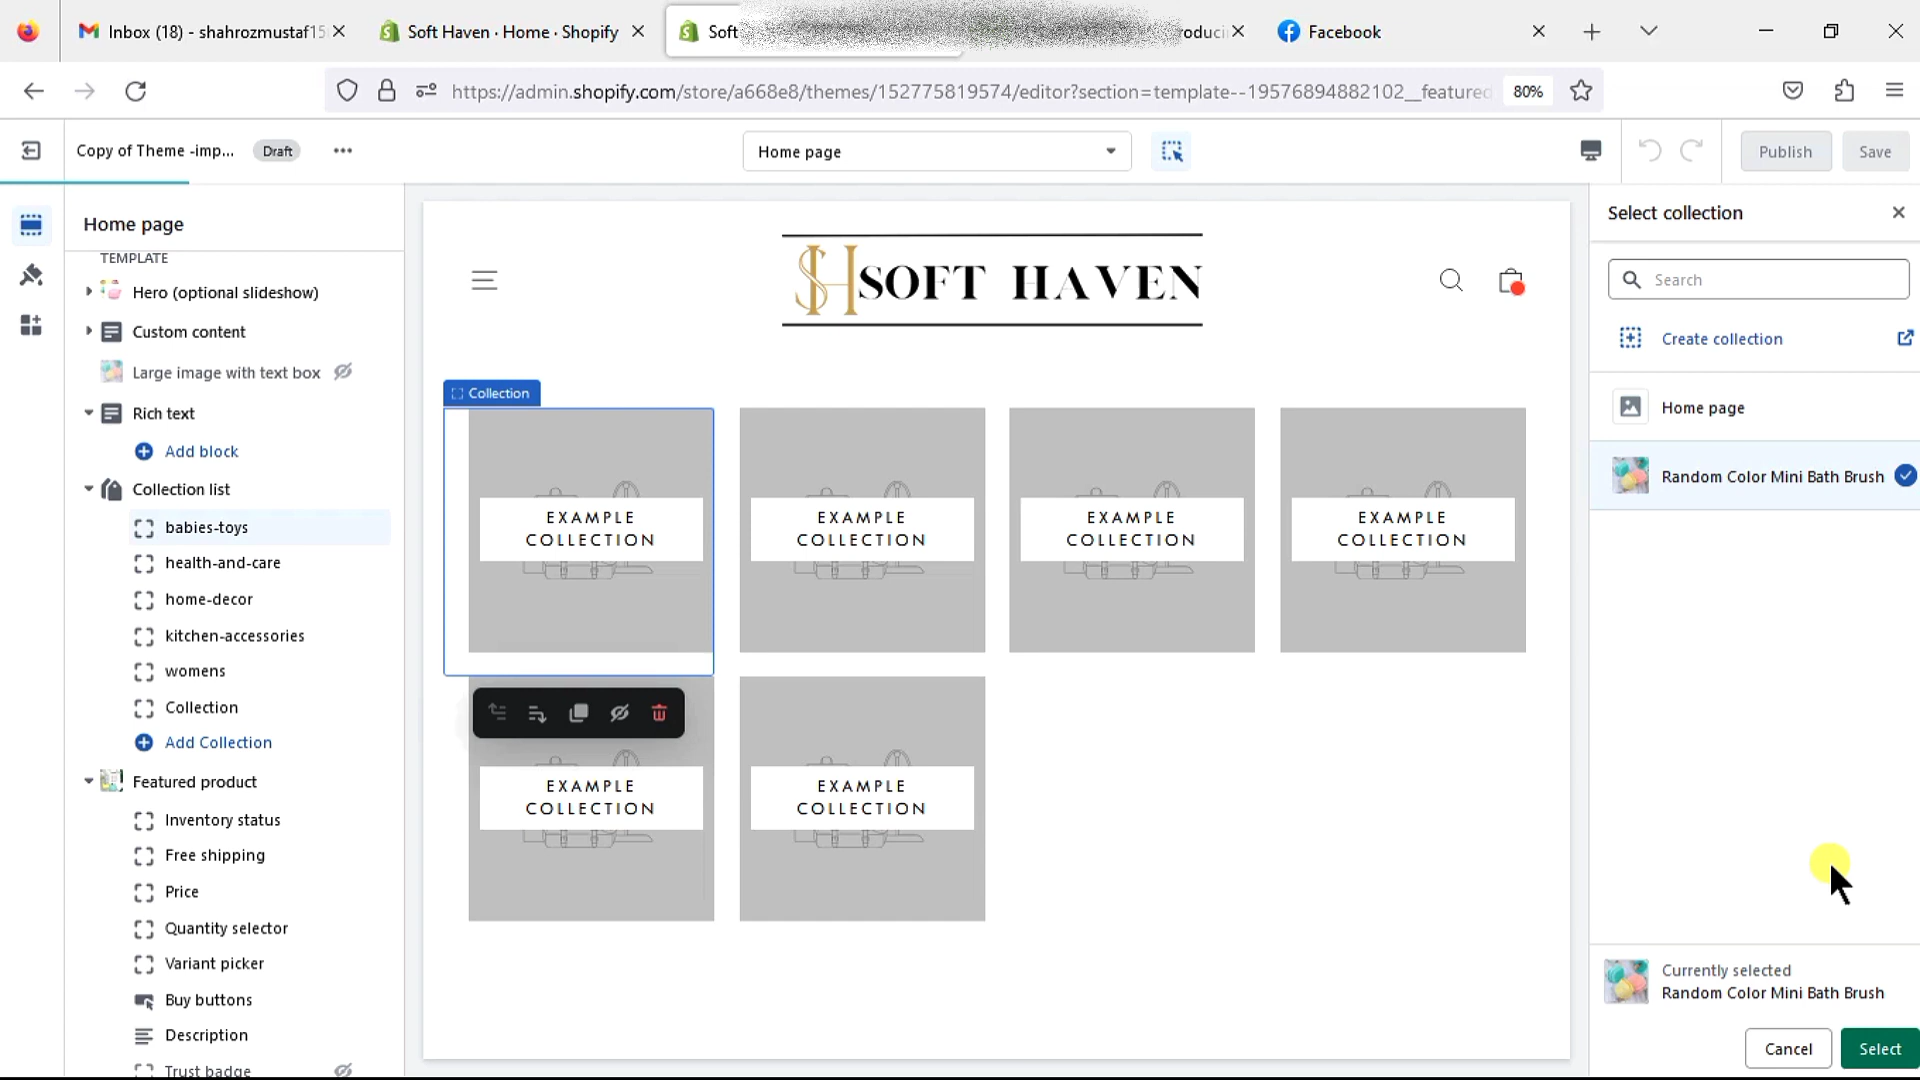 Inbox (18) - shahrozmustaf15
Soft Haven · Home · Shopify
Soft
roduci
Facebook
https://admin.shopify.com/store/a668e8/themes/152775819574/editor?section=template--19576894882102__featured
80%
Copy of Theme -imp...
Draft
Home page
Publish
Save
Home page
TEMPLATE
Hero (optional slideshow)
Custom content
Large image with text box
Rich text
Add block
Collection list
babies-toys
health-and-care
home-decor
kitchen-accessories
womens
Collection
Add Collection
Featured product
Inventory status
Free shipping
Price
Quantity selector
Variant picker
Buy buttons
Description
Trust badge
SH SOFT HAVEN
Collection
EXAMPLE
COLLECTION
EXAMPLE
COLLECTION
EXAMPLE
COLLECTION
EXAMPLE
COLLECTION
EXAMPLE
COLLECTION
EXAMPLE
COLLECTION
Select collection
Search
Create collection
Home page
Random Color Mini Bath Brush
Currently selected
Random Color Mini Bath Brush
Cancel
Select